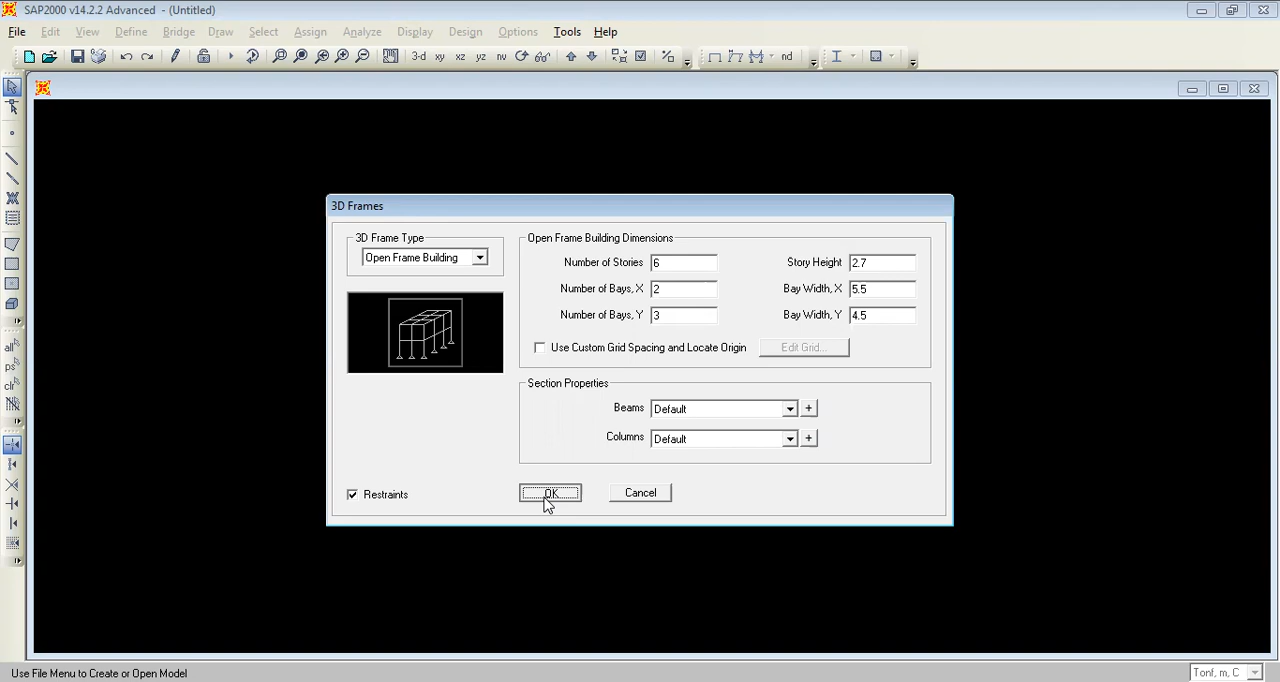 SAP2000 v14.2.2 Advanced - (Untitled)
File Edit View Define Bridge Draw Select Assign Analyze Display Design Options Tools Help
3-d xy xz yz nv nd
all
ps
clr
3D Frames
3D Frame Type
Open Frame Building
Open Frame Building Dimensions
Number of Stories 6 Story Height 2.7
Number of Bays, X 2 Bay Width, X 5.5
Number of Bays, Y 3 Bay Width, Y 4.5
Use Custom Grid Spacing and Locate Origin Edit Grid...
Section Properties
Beams Default +
Columns Default +
Restraints OK Cancel
Use File Menu to Create or Open Model Tonf, m, C